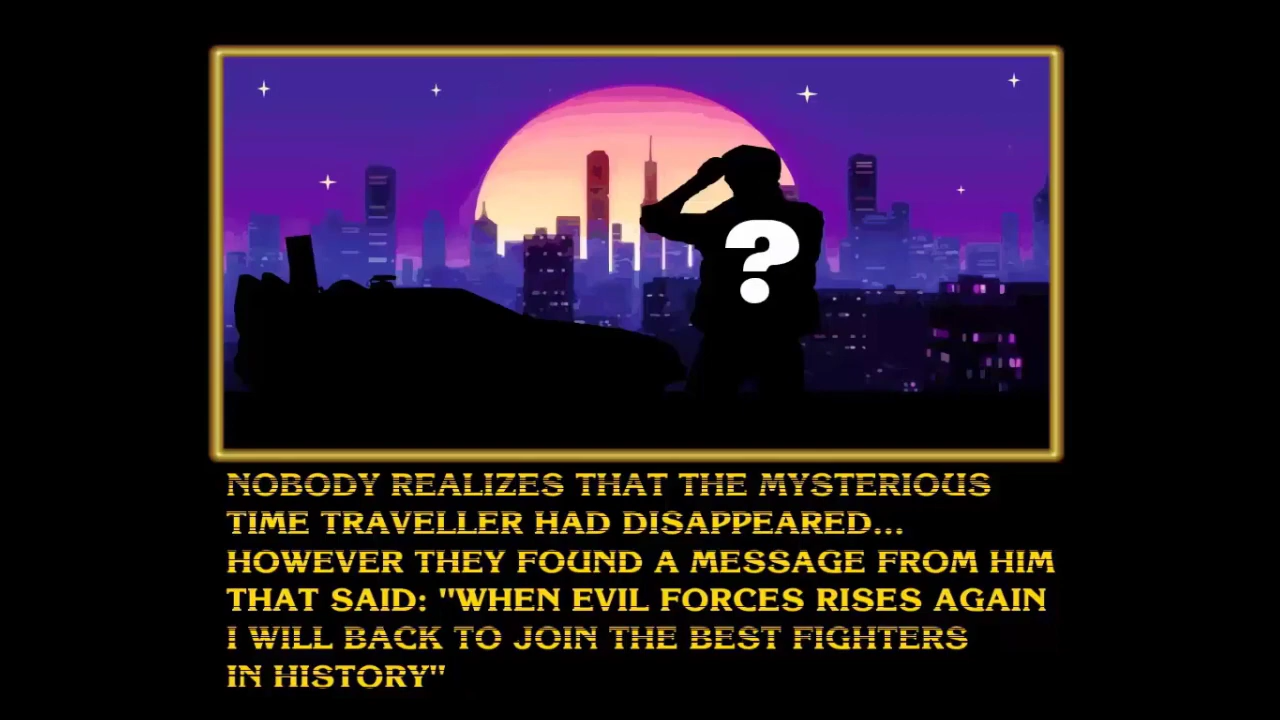 ?
NOBODY REALIZES THAT THE MYSTERIOUS
TIME TRAVELLER HAD DISAPPEARED...
HOWEVER THEY FOUND A MESSAGE FROM HIM
THAT SAID: "WHEN EVIL FORCES RISES AGAIN
I WILL BACK TO JOIN THE BEST FIGHTERS
IN HISTORY"